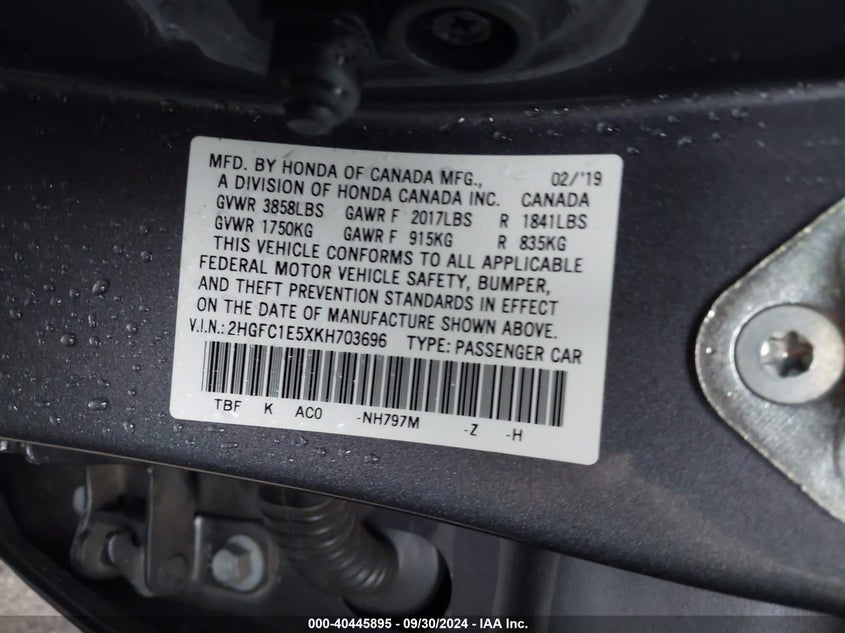 MFD. BY HONDA OF CANADA MFG., 02/'19
A DIVISION OF HONDA CANADA INC. CANADA
GVWR 3858LBS GAWR F 2017LBS R 1841LBS
GVWR 1750KG GAWR F 915KG R 835KG
THIS VEHICLE CONFORMS TO ALL APPLICABLE
FEDERAL MOTOR VEHICLE SAFETY, BUMPER,
AND THEFT PREVENTION STANDARDS IN EFFECT
ON THE DATE OF MANUFACTURE SHOWN ABOVE.
V.I.N.: 2HGFC1E5XKH703696 TYPE: PASSENGER CAR
TBF K AC0 -NH797M -Z -H
000-40445895 - 09/30/2024 - IAA Inc.